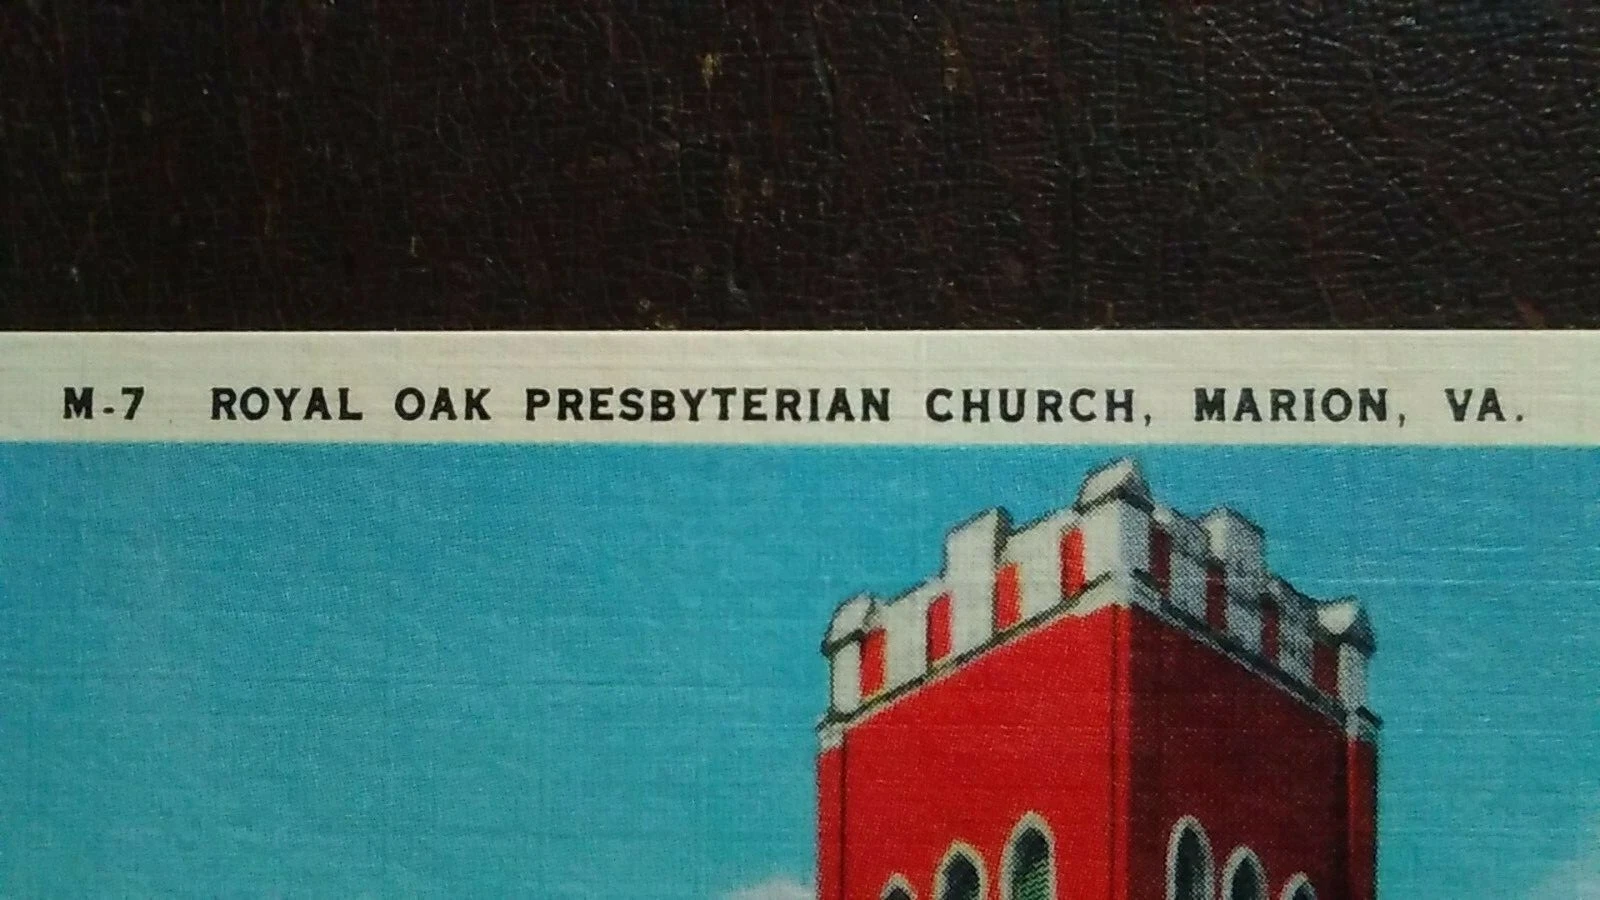 M-7 ROYAL OAK PRESBYTERIAN CHURCH, MARION, VA.